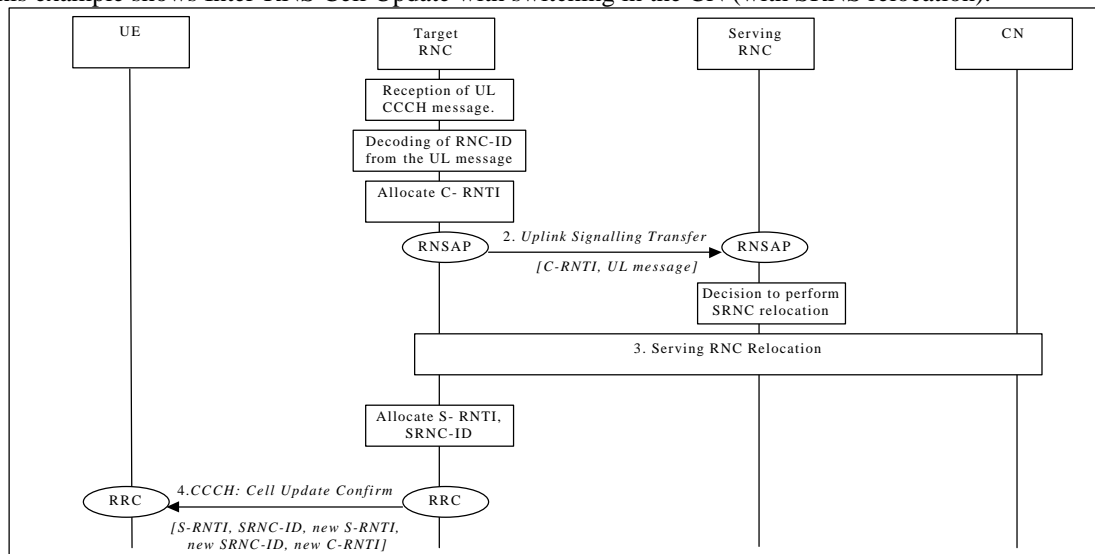 This example shows Inter-RNS Cell Update with switching in the CN (with SRNS relocation).
UE
Target
RNC
Serving
RNC
CN
Reception of UL
CCCH message.
Decoding of RNC-ID
from the UL message
Allocate C- RNTI
RNSAP
2. Uplink Signalling Transfer
RNSAP
[C-RNTI, UL message]
Decision to perform
SRNC relocation
3. Serving RNC Relocation
Allocate S- RNTI,
SRNC-ID
RRC
4.CCCH: Cell Update Confirm
RRC
[S-RNTI, SRNC-ID, new S-RNTI,
new SRNC-ID, new C-RNTI]